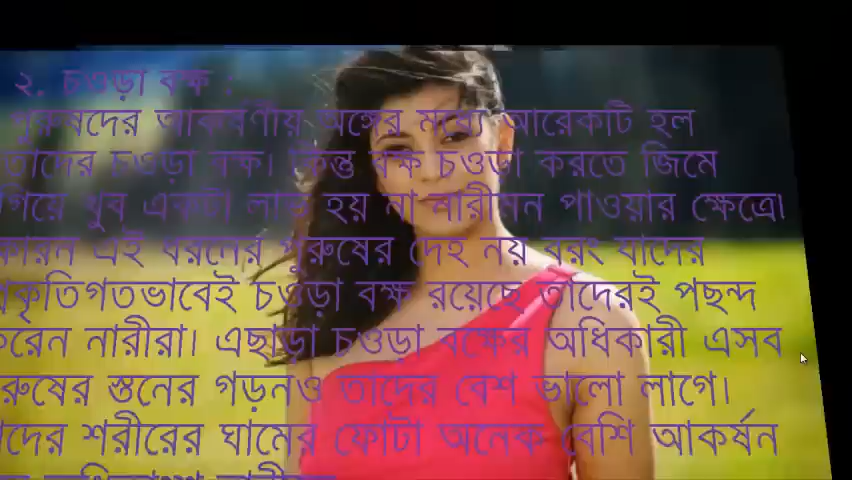 ২. চওড়া বক্ষ :
পুরুষদের আকর্ষণীয় অঙ্গের মধ্যে আরেকটি হল
তাদের চওড়া বক্ষ। কিন্তু বক্ষ চওড়া করতে জিমে
গিয়ে খুব একটা লাভ হয় না নারীমন পাওয়ার ক্ষেত্রে।
কারন এই ধরনের পুরুষের দেহ নয় বরং যাদের
প্রকৃতিগতভাবেই চওড়া বক্ষ রয়েছে তাদেরই পছন্দ
করেন নারীরা। এছাড়া চওড়া বক্ষের অধিকারী এসব
রুষের স্তনের গড়নও তাদের বেশ ভালো লাগে।
দের শরীরের ঘামের ফোটা অনেক বেশি আকর্ষন